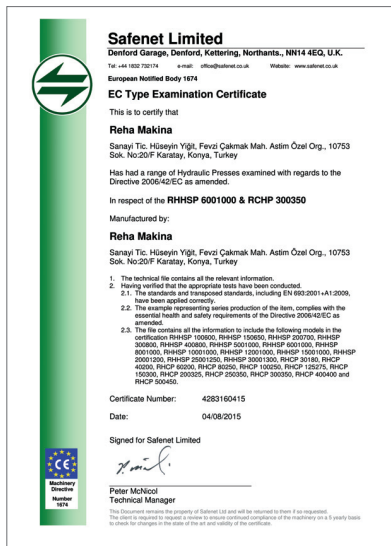 Safenet Limited
Denford Garage, Denford, Kettering, Northants., NN14 4EQ, U.K.
Tel: +44 1832 732174 e-mail: office@safenet.co.uk Website: www.safenet.co.uk
European Notified Body 1674
EC Type Examination Certificate
This is to certify that
Reha Makina
Sanayi Tic. Hüseyin Yiğit, Fevzi Çakmak Mah. Astim Özel Org., 10753
Sok. No:20/F Karatay, Konya, Turkey
Has had a range of Hydraulic Presses examined with regards to the
Directive 2006/42/EC as amended.
In respect of the RHHSP 6001000 & RCHP 300350
Manufactured by:
Reha Makina
Sanayi Tic. Hüseyin Yiğit, Fevzi Çakmak Mah. Astim Özel Org., 10753
Sok. No:20/F Karatay, Konya, Turkey
1. The technical file contains all the relevant information.
2. Having verified that the appropriate tests have been conducted.
2.1. The standards and transposed standards, including EN 693:2001+A1:2009,
have been applied correctly.
2.2. The example representing series production of the item, complies with the
essential health and safety requirements of the Directive 2006/42/EC as
amended.
2.3. The file contains all the information to include the following models in the
certification RHHSP 100600, RHHSP 150650, RHHSP 200700, RHHSP
300800, RHHSP 400800, RHHSP 5001000, RHHSP 6001000, RHHSP
8001000, RHHSP 10001000, RHHSP 12001000, RHHSP 15001000, RHHSP
20001200, RHHSP 25001250, RHHSP 30001300, RHCP 30180, RHCP
40200, RHCP 60200, RHCP 80250, RHCP 100250, RHCP 125275, RHCP
150300, RHCP 200325, RHCP 250350, RHCP 300350, RHCP 400400 and
RHCP 500450.
Certificate Number: 4283160415
Date: 04/08/2015
Signed for Safenet Limited
Peter McNicol
Technical Manager
CE
Machinery
Directive
Number
1674
This Document remains the property of Safenet Ltd and will be returned to them if so requested.
The client is required to request a review to ensure continued compliance of the machinery on a 5 yearly basis
to check for changes in the state of the art and validity of the certificate.